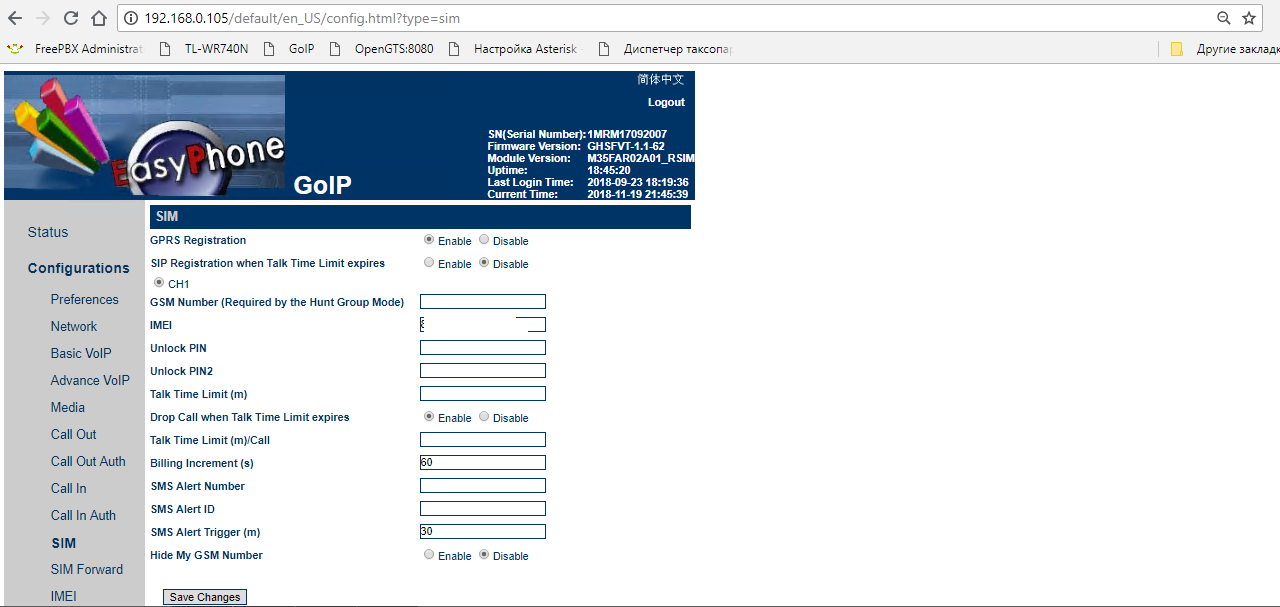 192.168.0.105/default/en_US/config.html?type=sim
FreePBX Administrat TL-WR740N GoIP OpenGTS:8080 Настройка Asterisk Диспетчер таксопар Другие закладк
简体中文
Logout
EasyPhone
GoIP
SN(Serial Number): 1MRM17092007
Firmware Version: GHSFVT-1.1-62
Module Version: M35FAR02A01_RSIM
Uptime: 18:45:20
Last Login Time: 2018-09-23 18:19:36
Current Time: 2018-11-19 21:45:39
Status
Configurations
Preferences
Network
Basic VoIP
Advance VoIP
Media
Call Out
Call Out Auth
Call In
Call In Auth
SIM
SIM Forward
IMEI
SIM
GPRS Registration Enable Disable
SIP Registration when Talk Time Limit expires Enable Disable
CH1
GSM Number (Required by the Hunt Group Mode)
IMEI
Unlock PIN
Unlock PIN2
Talk Time Limit (m)
Drop Call when Talk Time Limit expires Enable Disable
Talk Time Limit (m)/Call
Billing Increment (s) 60
SMS Alert Number
SMS Alert ID
SMS Alert Trigger (m) 30
Hide My GSM Number Enable Disable
Save Changes